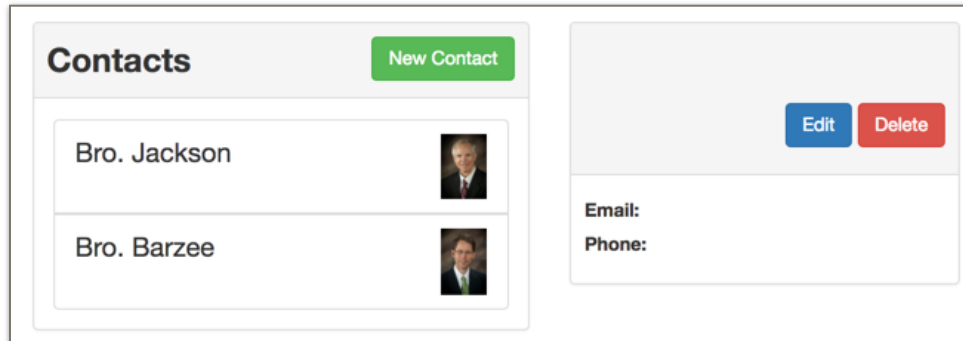 Contacts
New Contact
Bro. Jackson
Bro. Barzee
Edit
Delete
Email:
Phone: